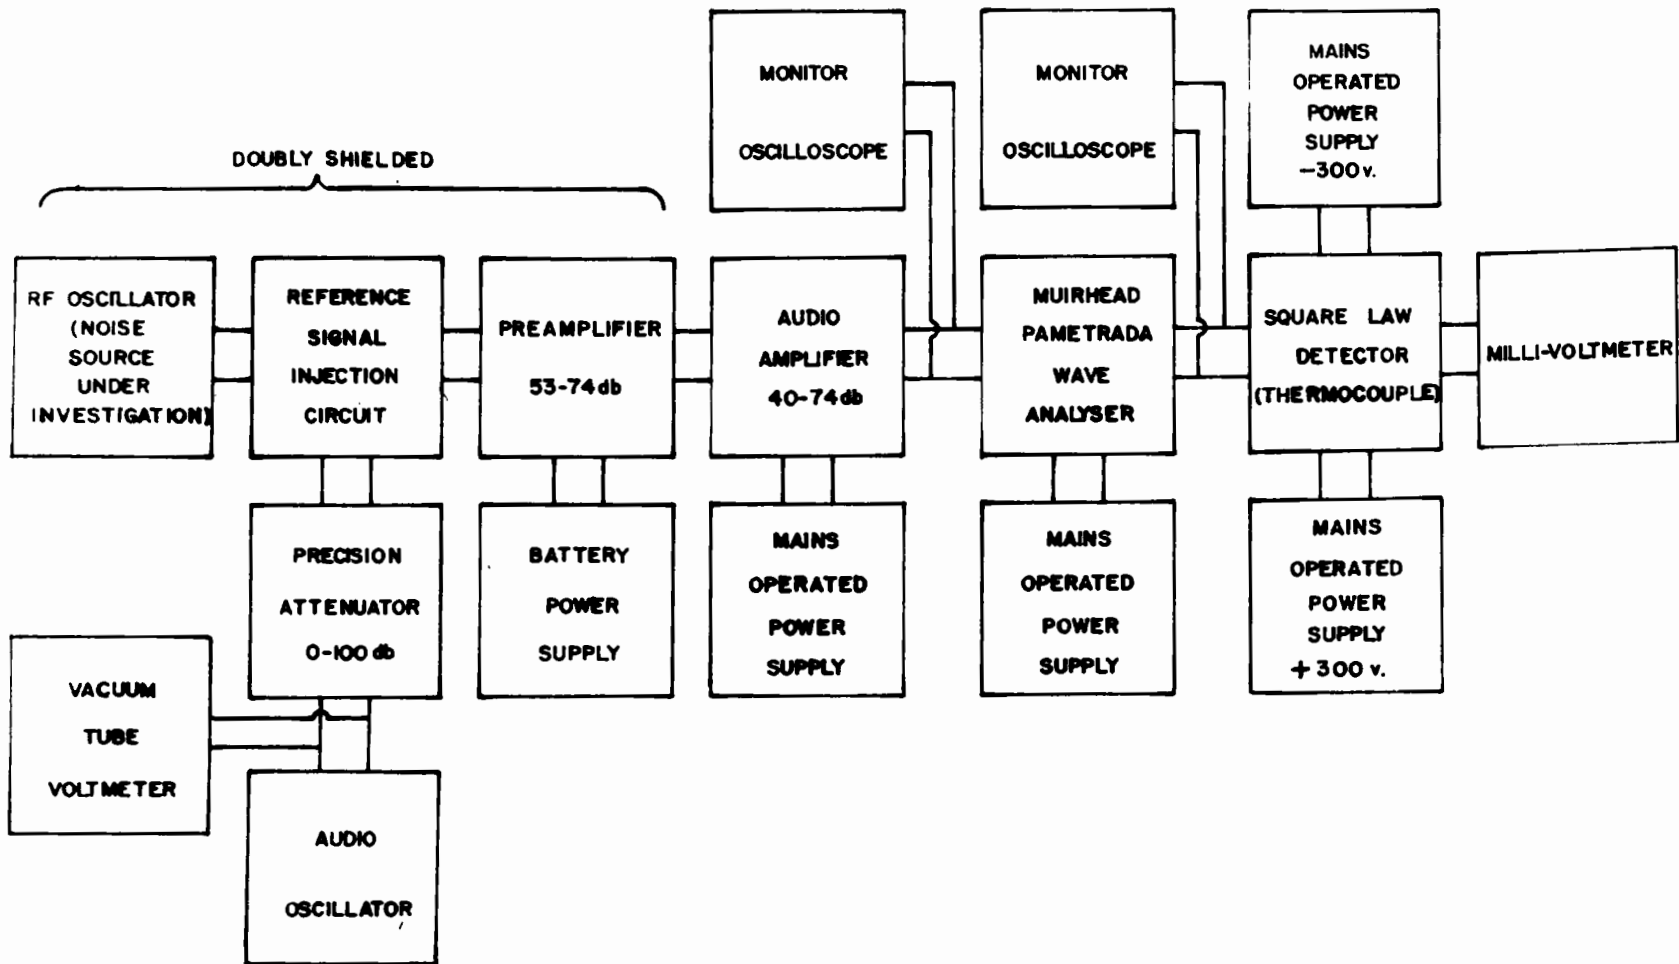 DOUBLY SHIELDED
MONITOR
OSCILLOSCOPE
MONITOR
OSCILLOSCOPE
MAINS
OPERATED
POWER
SUPPLY
−300 v.
RF OSCILLATOR
(NOISE
SOURCE
UNDER
INVESTIGATION)
REFERENCE
SIGNAL
INJECTION
CIRCUIT
PREAMPLIFIER
53-74 db
AUDIO
AMPLIFIER
40-74 db
MUIRHEAD
PAMETRADA
WAVE
ANALYSER
SQUARE LAW
DETECTOR
(THERMOCOUPLE)
MILLI-VOLTMETER
PRECISION
ATTENUATOR
0-100 db
BATTERY
POWER
SUPPLY
MAINS
OPERATED
POWER
SUPPLY
MAINS
OPERATED
POWER
SUPPLY
MAINS
OPERATED
POWER
SUPPLY
+ 300 v.
VACUUM
TUBE
VOLTMETER
AUDIO
OSCILLATOR